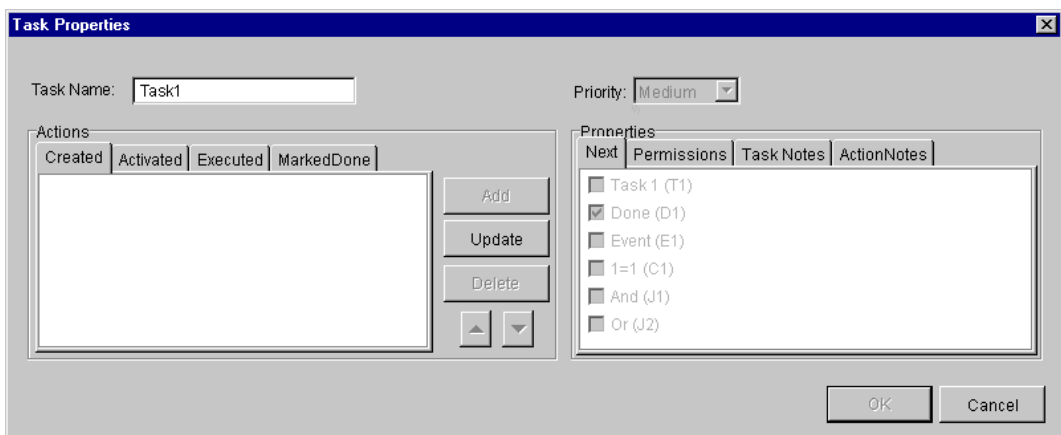 Task Properties
Task Name: Task1
Priority: Medium
Actions
Created Activated Executed MarkedDone
Add
Update
Delete
Properties
Next Permissions Task Notes ActionNotes
Task 1 (T1)
Done (D1)
Event (E1)
1=1 (C1)
And (J1)
Or (J2)
OK Cancel